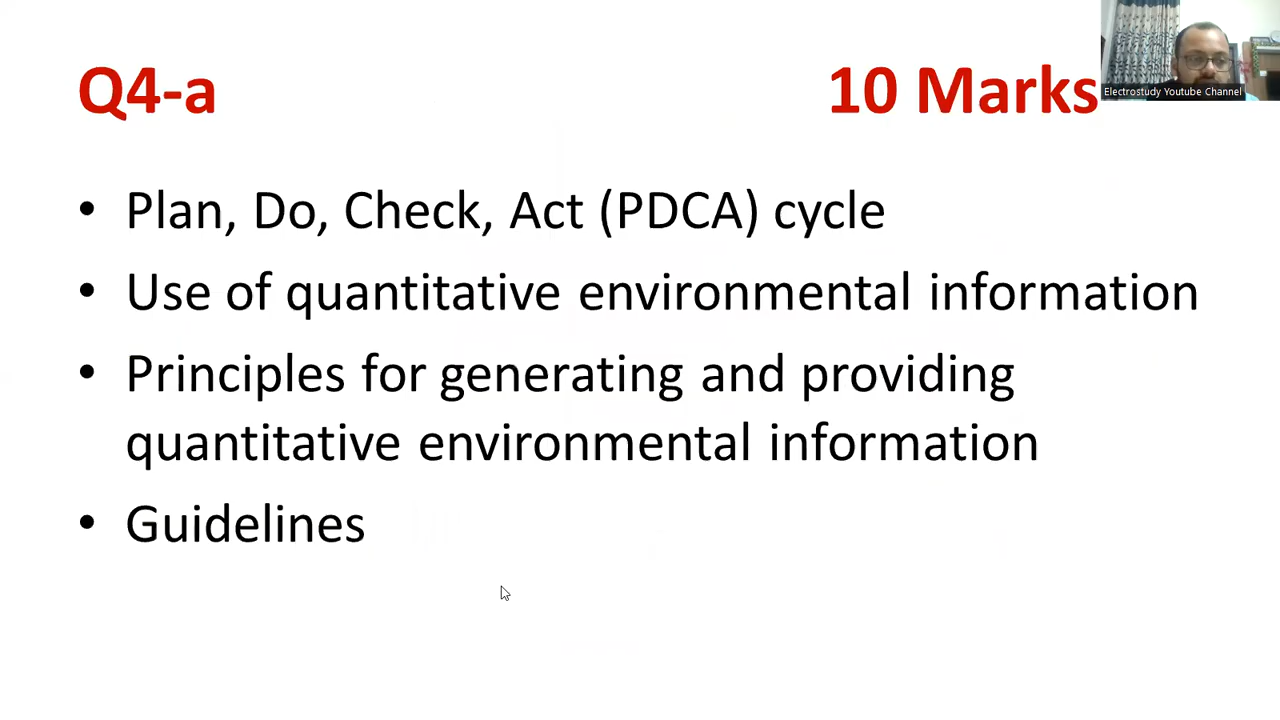 Q4-a 10 Marks
Electrostudy Youtube Channel
• Plan, Do, Check, Act (PDCA) cycle
• Use of quantitative environmental information
• Principles for generating and providing
quantitative environmental information
• Guidelines